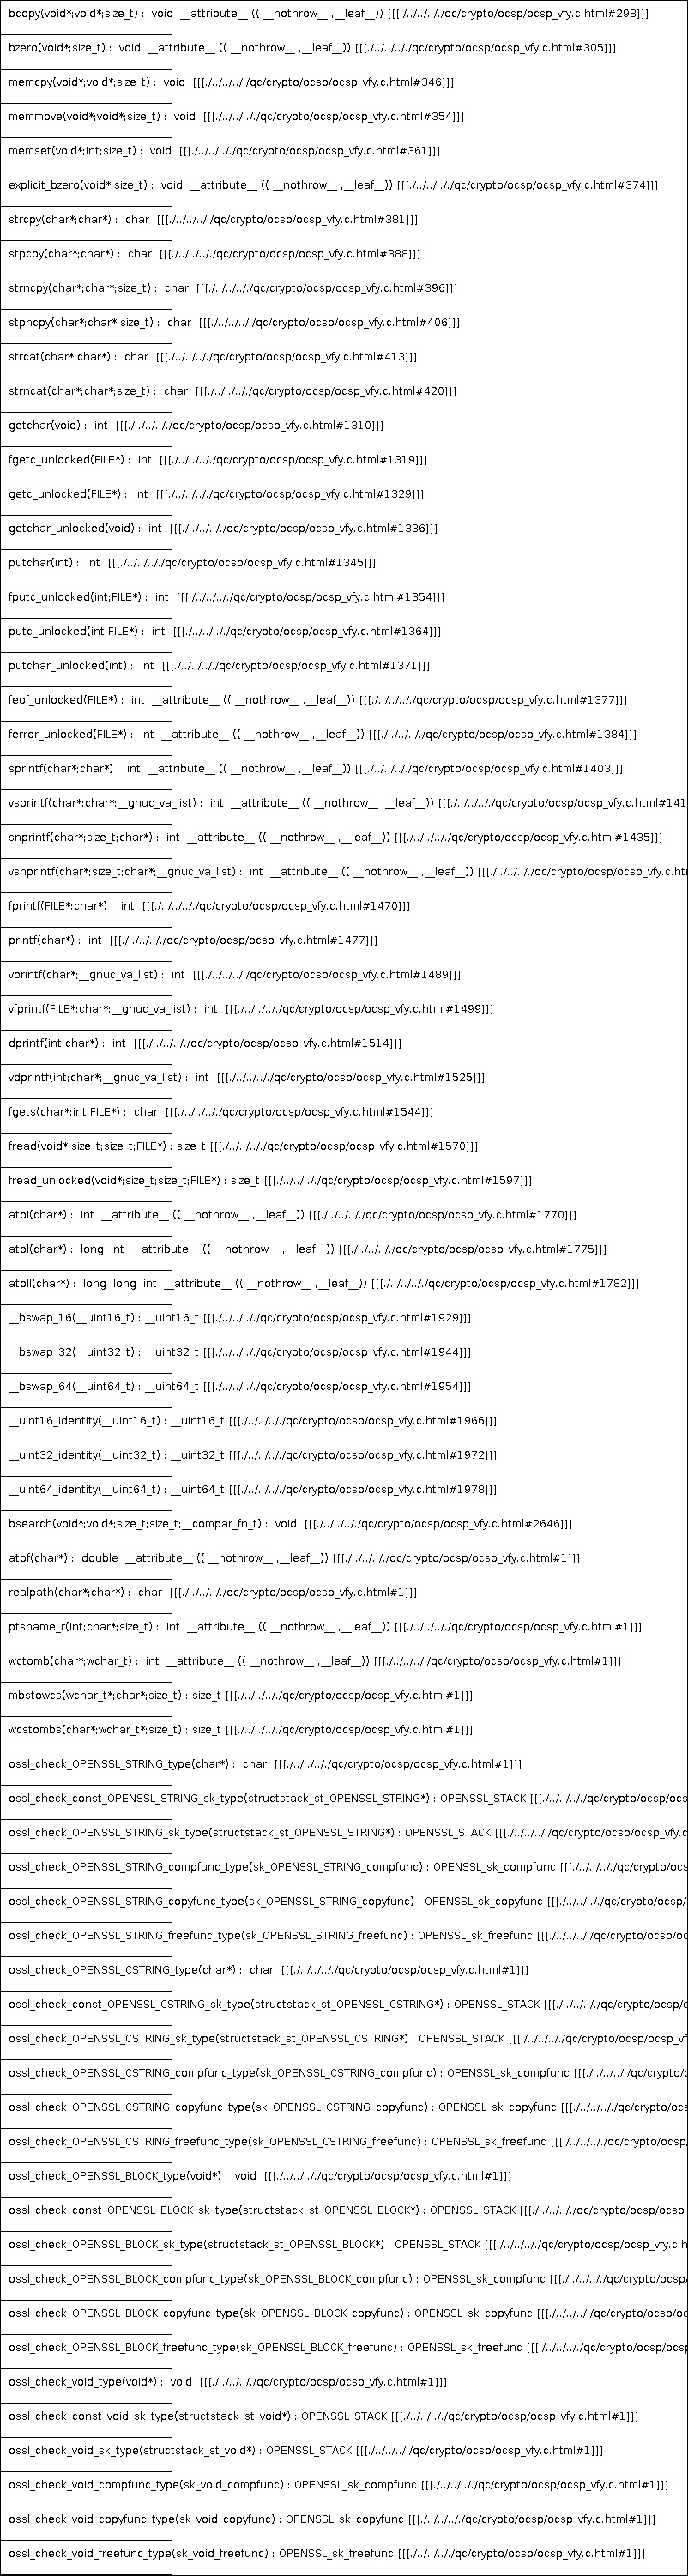 bcopy(void*;void*;size_t) : void __attribute__ (( __nothrow__ ,__leaf__)) [[[./../../../../qc/crypto/ocsp/ocsp_vfy.c.html#298]]]
bzero(void*;size_t) : void __attribute__ (( __nothrow__ ,__leaf__)) [[[./../../../../qc/crypto/ocsp/ocsp_vfy.c.html#305]]]
memcpy(void*;void*;size_t) : void [[[./../../../../qc/crypto/ocsp/ocsp_vfy.c.html#346]]]
memmove(void*;void*;size_t) : void [[[./../../../../qc/crypto/ocsp/ocsp_vfy.c.html#354]]]
memset(void*;int;size_t) : void [[[./../../../../qc/crypto/ocsp/ocsp_vfy.c.html#361]]]
explicit_bzero(void*;size_t) : void __attribute__ (( __nothrow__ ,__leaf__)) [[[./../../../../qc/crypto/ocsp/ocsp_vfy.c.html#374]]]
strcpy(char*;char*) : char [[[./../../../../qc/crypto/ocsp/ocsp_vfy.c.html#381]]]
stpcpy(char*;char*) : char [[[./../../../../qc/crypto/ocsp/ocsp_vfy.c.html#388]]]
strncpy(char*;char*;size_t) : char [[[./../../../../qc/crypto/ocsp/ocsp_vfy.c.html#396]]]
stpncpy(char*;char*;size_t) : char [[[./../../../../qc/crypto/ocsp/ocsp_vfy.c.html#406]]]
strcat(char*;char*) : char [[[./../../../../qc/crypto/ocsp/ocsp_vfy.c.html#413]]]
strncat(char*;char*;size_t) : char [[[./../../../../qc/crypto/ocsp/ocsp_vfy.c.html#420]]]
getchar(void) : int [[[./../../../../qc/crypto/ocsp/ocsp_vfy.c.html#1310]]]
fgetc_unlocked(FILE*) : int [[[./../../../../qc/crypto/ocsp/ocsp_vfy.c.html#1319]]]
getc_unlocked(FILE*) : int [[[./../../../../qc/crypto/ocsp/ocsp_vfy.c.html#1329]]]
getchar_unlocked(void) : int [[[./../../../../qc/crypto/ocsp/ocsp_vfy.c.html#1336]]]
putchar(int) : int [[[./../../../../qc/crypto/ocsp/ocsp_vfy.c.html#1345]]]
fputc_unlocked(int;FILE*) : int [[[./../../../../qc/crypto/ocsp/ocsp_vfy.c.html#1354]]]
putc_unlocked(int;FILE*) : int [[[./../../../../qc/crypto/ocsp/ocsp_vfy.c.html#1364]]]
putchar_unlocked(int) : int [[[./../../../../qc/crypto/ocsp/ocsp_vfy.c.html#1371]]]
feof_unlocked(FILE*) : int __attribute__ (( __nothrow__ ,__leaf__)) [[[./../../../../qc/crypto/ocsp/ocsp_vfy.c.html#1377]]]
ferror_unlocked(FILE*) : int __attribute__ (( __nothrow__ ,__leaf__)) [[[./../../../../qc/crypto/ocsp/ocsp_vfy.c.html#1384]]]
sprintf(char*;char*) : int __attribute__ (( __nothrow__ ,__leaf__)) [[[./../../../../qc/crypto/ocsp/ocsp_vfy.c.html#1403]]]
vsprintf(char*;char*;__gnuc_va_list) : int __attribute__ (( __nothrow__ ,__leaf__)) [[[./../../../../qc/crypto/ocsp/ocsp_vfy.c.html#141
snprintf(char*;size_t;char*) : int __attribute__ (( __nothrow__ ,__leaf__)) [[[./../../../../qc/crypto/ocsp/ocsp_vfy.c.html#1435]]]
vsnprintf(char*;size_t;char*;__gnuc_va_list) : int __attribute__ (( __nothrow__ ,__leaf__)) [[[./../../../../qc/crypto/ocsp/ocsp_vfy.c.ht
fprintf(FILE*;char*) : int [[[./../../../../qc/crypto/ocsp/ocsp_vfy.c.html#1470]]]
printf(char*) : int [[[./../../../../qc/crypto/ocsp/ocsp_vfy.c.html#1477]]]
vprintf(char*;__gnuc_va_list) : int [[[./../../../../qc/crypto/ocsp/ocsp_vfy.c.html#1489]]]
vfprintf(FILE*;char*;__gnuc_va_list) : int [[[./../../../../qc/crypto/ocsp/ocsp_vfy.c.html#1499]]]
dprintf(int;char*) : int [[[./../../../../qc/crypto/ocsp/ocsp_vfy.c.html#1514]]]
vdprintf(int;char*;__gnuc_va_list) : int [[[./../../../../qc/crypto/ocsp/ocsp_vfy.c.html#1525]]]
fgets(char*;int;FILE*) : char [[[./../../../../qc/crypto/ocsp/ocsp_vfy.c.html#1544]]]
fread(void*;size_t;size_t;FILE*) : size_t [[[./../../../../qc/crypto/ocsp/ocsp_vfy.c.html#1570]]]
fread_unlocked(void*;size_t;size_t;FILE*) : size_t [[[./../../../../qc/crypto/ocsp/ocsp_vfy.c.html#1597]]]
atoi(char*) : int __attribute__ (( __nothrow__ ,__leaf__)) [[[./../../../../qc/crypto/ocsp/ocsp_vfy.c.html#1770]]]
atol(char*) : long int __attribute__ (( __nothrow__ ,__leaf__)) [[[./../../../../qc/crypto/ocsp/ocsp_vfy.c.html#1775]]]
atoll(char*) : long long int __attribute__ (( __nothrow__ ,__leaf__)) [[[./../../../../qc/crypto/ocsp/ocsp_vfy.c.html#1782]]]
__bswap_16(__uint16_t) : __uint16_t [[[./../../../../qc/crypto/ocsp/ocsp_vfy.c.html#1929]]]
__bswap_32(__uint32_t) : __uint32_t [[[./../../../../qc/crypto/ocsp/ocsp_vfy.c.html#1944]]]
__bswap_64(__uint64_t) : __uint64_t [[[./../../../../qc/crypto/ocsp/ocsp_vfy.c.html#1954]]]
__uint16_identity(__uint16_t) : __uint16_t [[[./../../../../qc/crypto/ocsp/ocsp_vfy.c.html#1966]]]
__uint32_identity(__uint32_t) : __uint32_t [[[./../../../../qc/crypto/ocsp/ocsp_vfy.c.html#1972]]]
__uint64_identity(__uint64_t) : __uint64_t [[[./../../../../qc/crypto/ocsp/ocsp_vfy.c.html#1978]]]
bsearch(void*;void*;size_t;size_t;__compar_fn_t) : void [[[./../../../../qc/crypto/ocsp/ocsp_vfy.c.html#2646]]]
atof(char*) : double __attribute__ (( __nothrow__ ,__leaf__)) [[[./../../../../qc/crypto/ocsp/ocsp_vfy.c.html#1]]]
realpath(char*;char*) : char [[[./../../../../qc/crypto/ocsp/ocsp_vfy.c.html#1]]]
ptsname_r(int;char*;size_t) : int __attribute__ (( __nothrow__ ,__leaf__)) [[[./../../../../qc/crypto/ocsp/ocsp_vfy.c.html#1]]]
wctomb(char*;wchar_t) : int __attribute__ (( __nothrow__ ,__leaf__)) [[[./../../../../qc/crypto/ocsp/ocsp_vfy.c.html#1]]]
mbstowcs(wchar_t*;char*;size_t) : size_t [[[./../../../../qc/crypto/ocsp/ocsp_vfy.c.html#1]]]
wcstombs(char*;wchar_t*;size_t) : size_t [[[./../../../../qc/crypto/ocsp/ocsp_vfy.c.html#1]]]
ossl_check_OPENSSL_STRING_type(char*) : char [[[./../../../../qc/crypto/ocsp/ocsp_vfy.c.html#1]]]
ossl_check_const_OPENSSL_STRING_sk_type(structstack_st_OPENSSL_STRING*) : OPENSSL_STACK [[[./../../../../qc/crypto/ocsp/ocs
ossl_check_OPENSSL_STRING_sk_type(structstack_st_OPENSSL_STRING*) : OPENSSL_STACK [[[./../../../../qc/crypto/ocsp/ocsp_vfy.c
ossl_check_OPENSSL_STRING_compfunc_type(sk_OPENSSL_STRING_compfunc) : OPENSSL_sk_compfunc [[[./../../../../qc/crypto/ocs
ossl_check_OPENSSL_STRING_copyfunc_type(sk_OPENSSL_STRING_copyfunc) : OPENSSL_sk_copyfunc [[[./../../../../qc/crypto/ocsp/
ossl_check_OPENSSL_STRING_freefunc_type(sk_OPENSSL_STRING_freefunc) : OPENSSL_sk_freefunc [[[./../../../../qc/crypto/ocsp/oc
ossl_check_OPENSSL_CSTRING_type(char*) : char [[[./../../../../qc/crypto/ocsp/ocsp_vfy.c.html#1]]]
ossl_check_const_OPENSSL_CSTRING_sk_type(structstack_st_OPENSSL_CSTRING*) : OPENSSL_STACK [[[./../../../../qc/crypto/ocsp/o
ossl_check_OPENSSL_CSTRING_sk_type(structstack_st_OPENSSL_CSTRING*) : OPENSSL_STACK [[[./../../../../qc/crypto/ocsp/ocsp_vf
ossl_check_OPENSSL_CSTRING_compfunc_type(sk_OPENSSL_CSTRING_compfunc) : OPENSSL_sk_compfunc [[[./../../../../qc/crypto/o
ossl_check_OPENSSL_CSTRING_copyfunc_type(sk_OPENSSL_CSTRING_copyfunc) : OPENSSL_sk_copyfunc [[[./../../../../qc/crypto/ocs
ossl_check_OPENSSL_CSTRING_freefunc_type(sk_OPENSSL_CSTRING_freefunc) : OPENSSL_sk_freefunc [[[./../../../../qc/crypto/ocsp/
ossl_check_OPENSSL_BLOCK_type(void*) : void [[[./../../../../qc/crypto/ocsp/ocsp_vfy.c.html#1]]]
ossl_check_const_OPENSSL_BLOCK_sk_type(structstack_st_OPENSSL_BLOCK*) : OPENSSL_STACK [[[./../../../../qc/crypto/ocsp/ocsp_
ossl_check_OPENSSL_BLOCK_sk_type(structstack_st_OPENSSL_BLOCK*) : OPENSSL_STACK [[[./../../../../qc/crypto/ocsp/ocsp_vfy.c.h
ossl_check_OPENSSL_BLOCK_compfunc_type(sk_OPENSSL_BLOCK_compfunc) : OPENSSL_sk_compfunc [[[./../../../../qc/crypto/ocsp/
ossl_check_OPENSSL_BLOCK_copyfunc_type(sk_OPENSSL_BLOCK_copyfunc) : OPENSSL_sk_copyfunc [[[./../../../../qc/crypto/ocsp/oc
ossl_check_OPENSSL_BLOCK_freefunc_type(sk_OPENSSL_BLOCK_freefunc) : OPENSSL_sk_freefunc [[[./../../../../qc/crypto/ocsp/ocsp
ossl_check_void_type(void*) : void [[[./../../../../qc/crypto/ocsp/ocsp_vfy.c.html#1]]]
ossl_check_const_void_sk_type(structstack_st_void*) : OPENSSL_STACK [[[./../../../../qc/crypto/ocsp/ocsp_vfy.c.html#1]]]
ossl_check_void_sk_type(structstack_st_void*) : OPENSSL_STACK [[[./../../../../qc/crypto/ocsp/ocsp_vfy.c.html#1]]]
ossl_check_void_compfunc_type(sk_void_compfunc) : OPENSSL_sk_compfunc [[[./../../../../qc/crypto/ocsp/ocsp_vfy.c.html#1]]]
ossl_check_void_copyfunc_type(sk_void_copyfunc) : OPENSSL_sk_copyfunc [[[./../../../../qc/crypto/ocsp/ocsp_vfy.c.html#1]]]
ossl_check_void_freefunc_type(sk_void_freefunc) : OPENSSL_sk_freefunc [[[./../../../../qc/crypto/ocsp/ocsp_vfy.c.html#1]]]